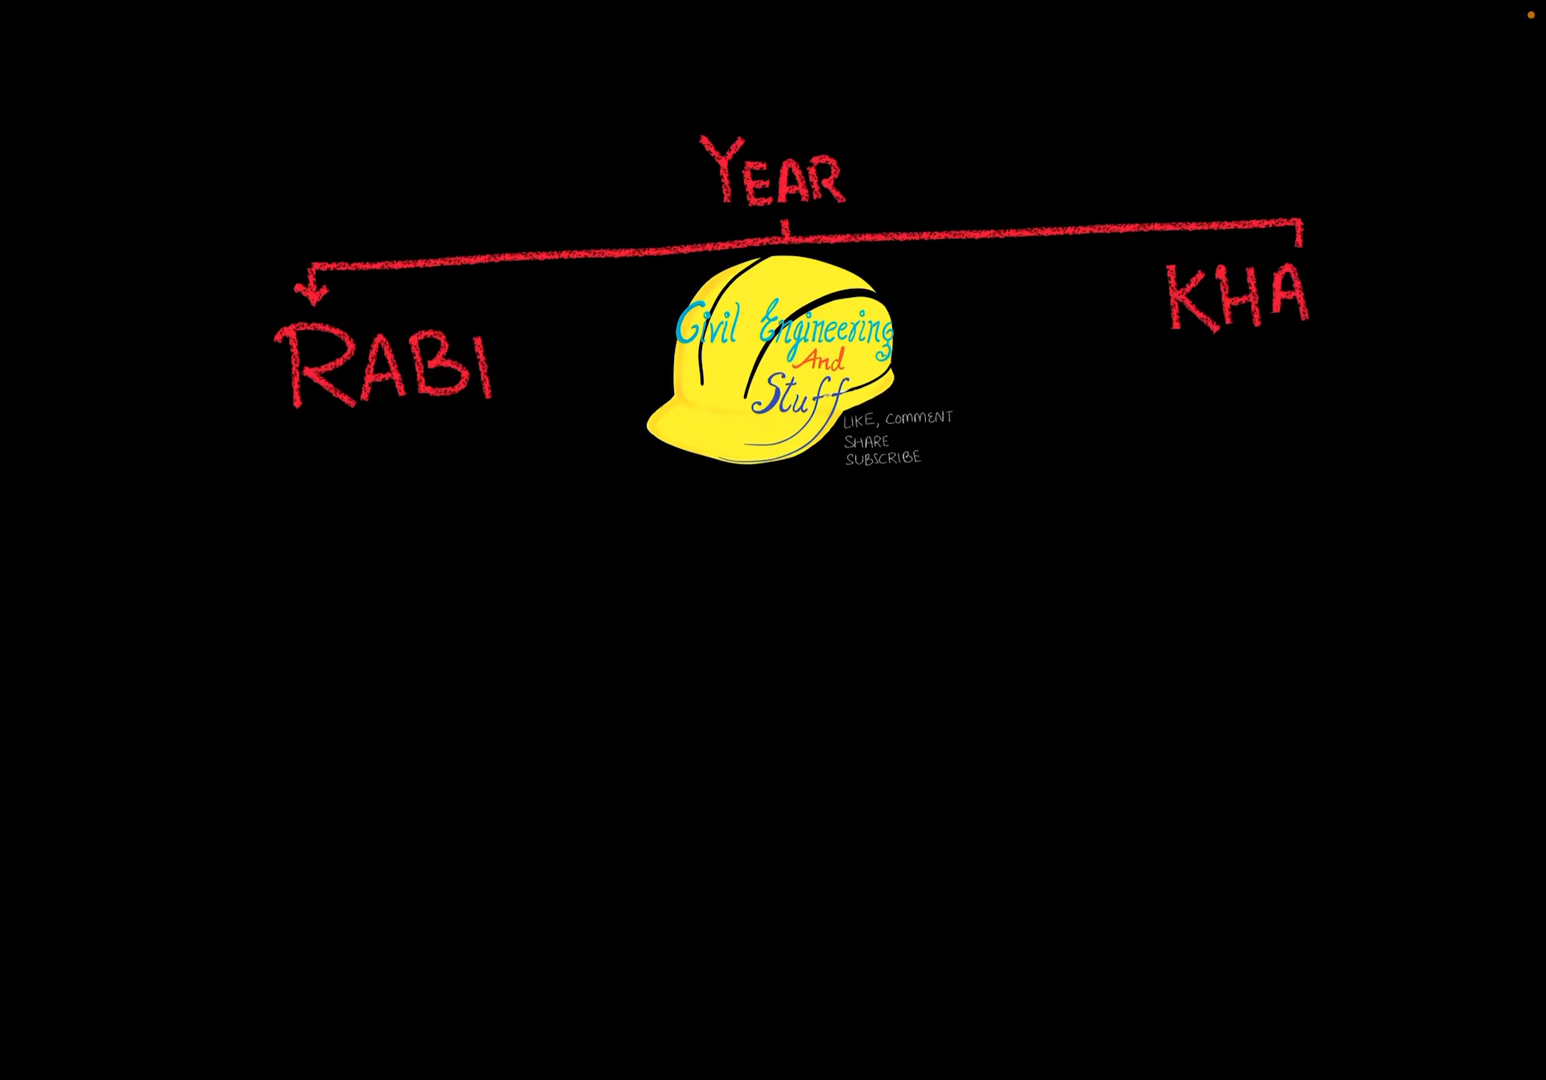 YEAR
RABI
KHA
Civil Engineering
And
Stuff
LIKE, COMMENT
SHARE
SUBSCRIBE